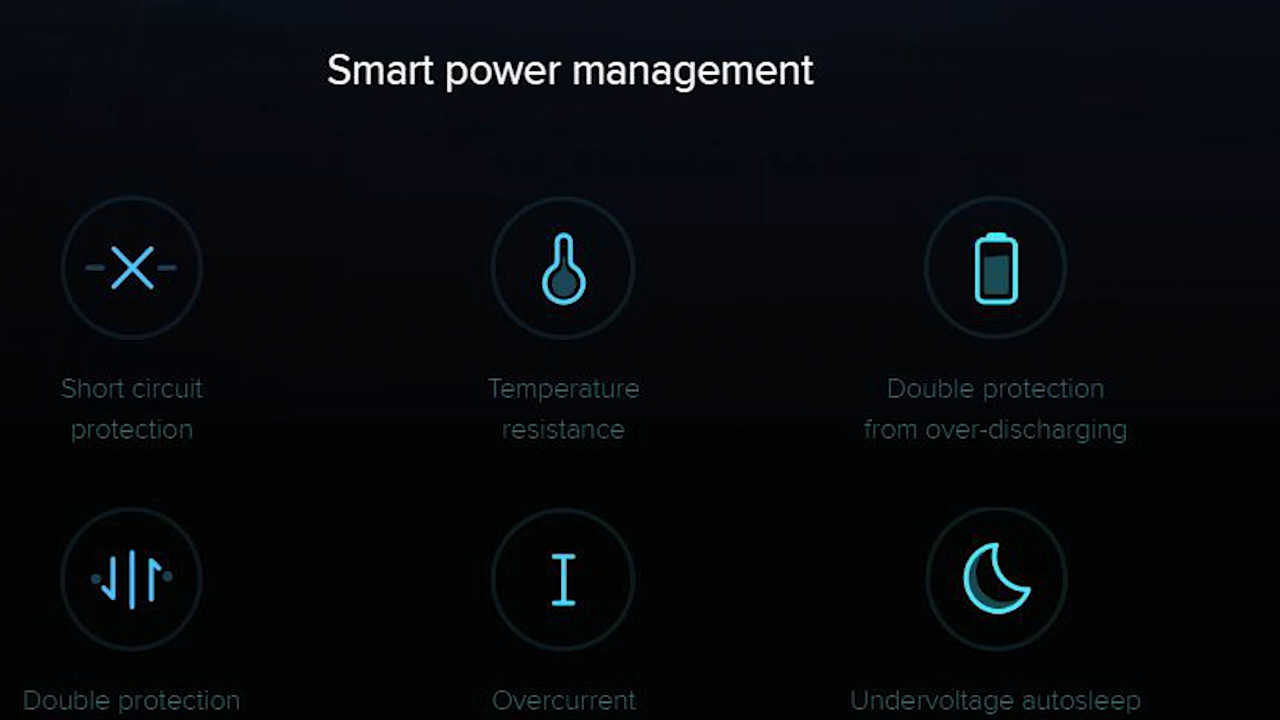 Smart power management
Short circuit
protection
Temperature
resistance
Double protection
from over-discharging
Double protection
Overcurrent
Undervoltage autosleep